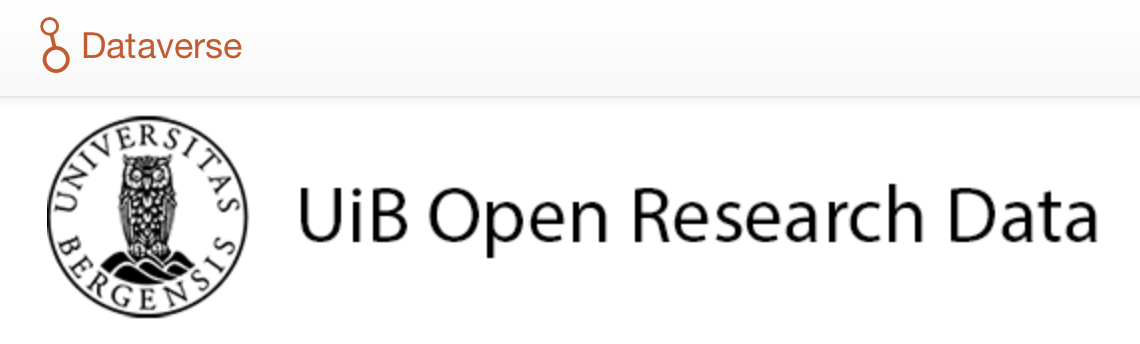 Dataverse
UNIVERSITAS
BERGENSIS
UiB Open Research Data